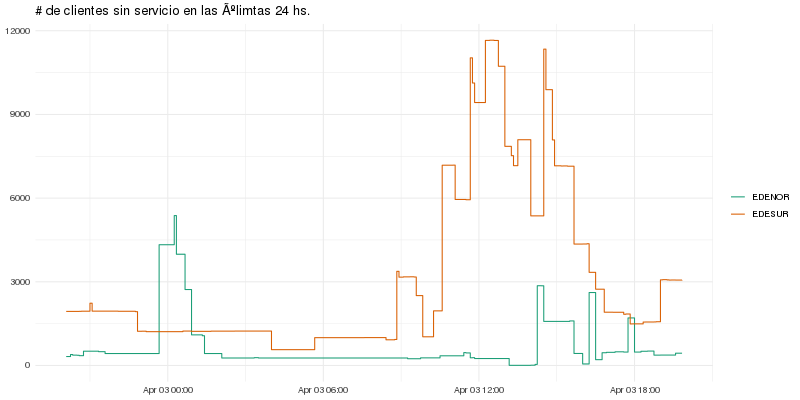 # de clientes sin servicio en las Ãºlimtas 24 hs.
12000
9000
6000
3000
0
Apr 03 00:00
Apr 03 06:00
Apr 03 12:00
Apr 03 18:00
EDENOR
EDESUR